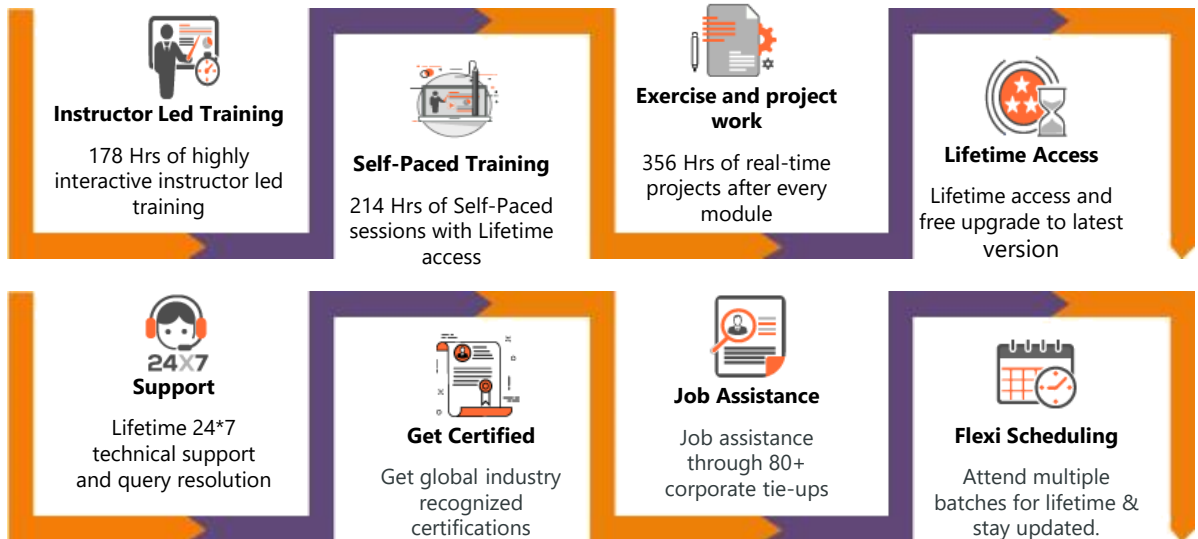 Instructor Led Training
178 Hrs of highly
interactive instructor led
training
Self-Paced Training
214 Hrs of Self-Paced
sessions with Lifetime
access
Exercise and project
work
356 Hrs of real-time
projects after every
module
Lifetime Access
Lifetime access and
free upgrade to latest
version
24X7
Support
Lifetime 24*7
technical support
and query resolution
Get Certified
Get global industry
recognized
certifications
Job Assistance
Job assistance
through 80+
corporate tie-ups
Flexi Scheduling
Attend multiple
batches for lifetime &
stay updated.